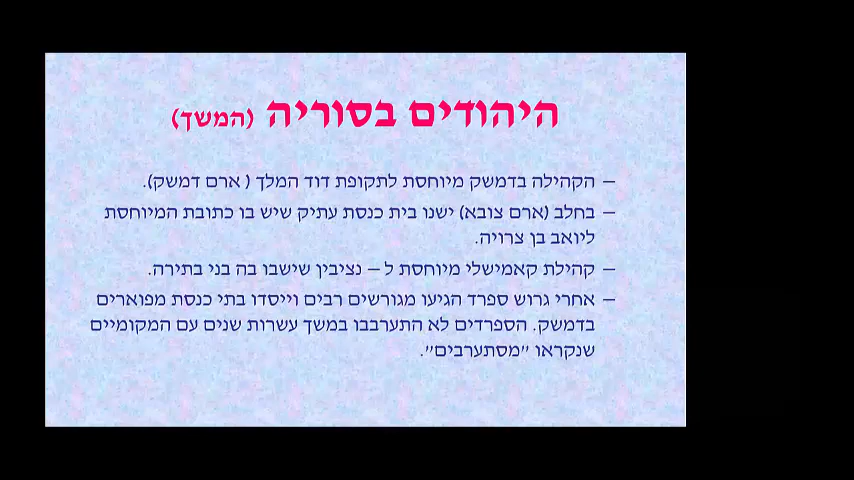 היהודים בסוריה (המשך)
– הקהילה בדמשק מיוחסת לתקופת דוד המלך ( ארם דמשק).
– בחלב (ארם צובא) ישנו בית כנסת עתיק שיש בו כתובת המיוחסת
ליואב בן צרויה.
– קהילת קאמישלי מיוחסת ל – נציבין שישבו בה בני בתירה.
– אחרי גרוש ספרד הגיעו מגורשים רבים וייסדו בתי כנסת מפוארים
בדמשק. הספרדים לא התערבבו במשך עשרות שנים עם המקומיים
שנקראו "מסתערבים".